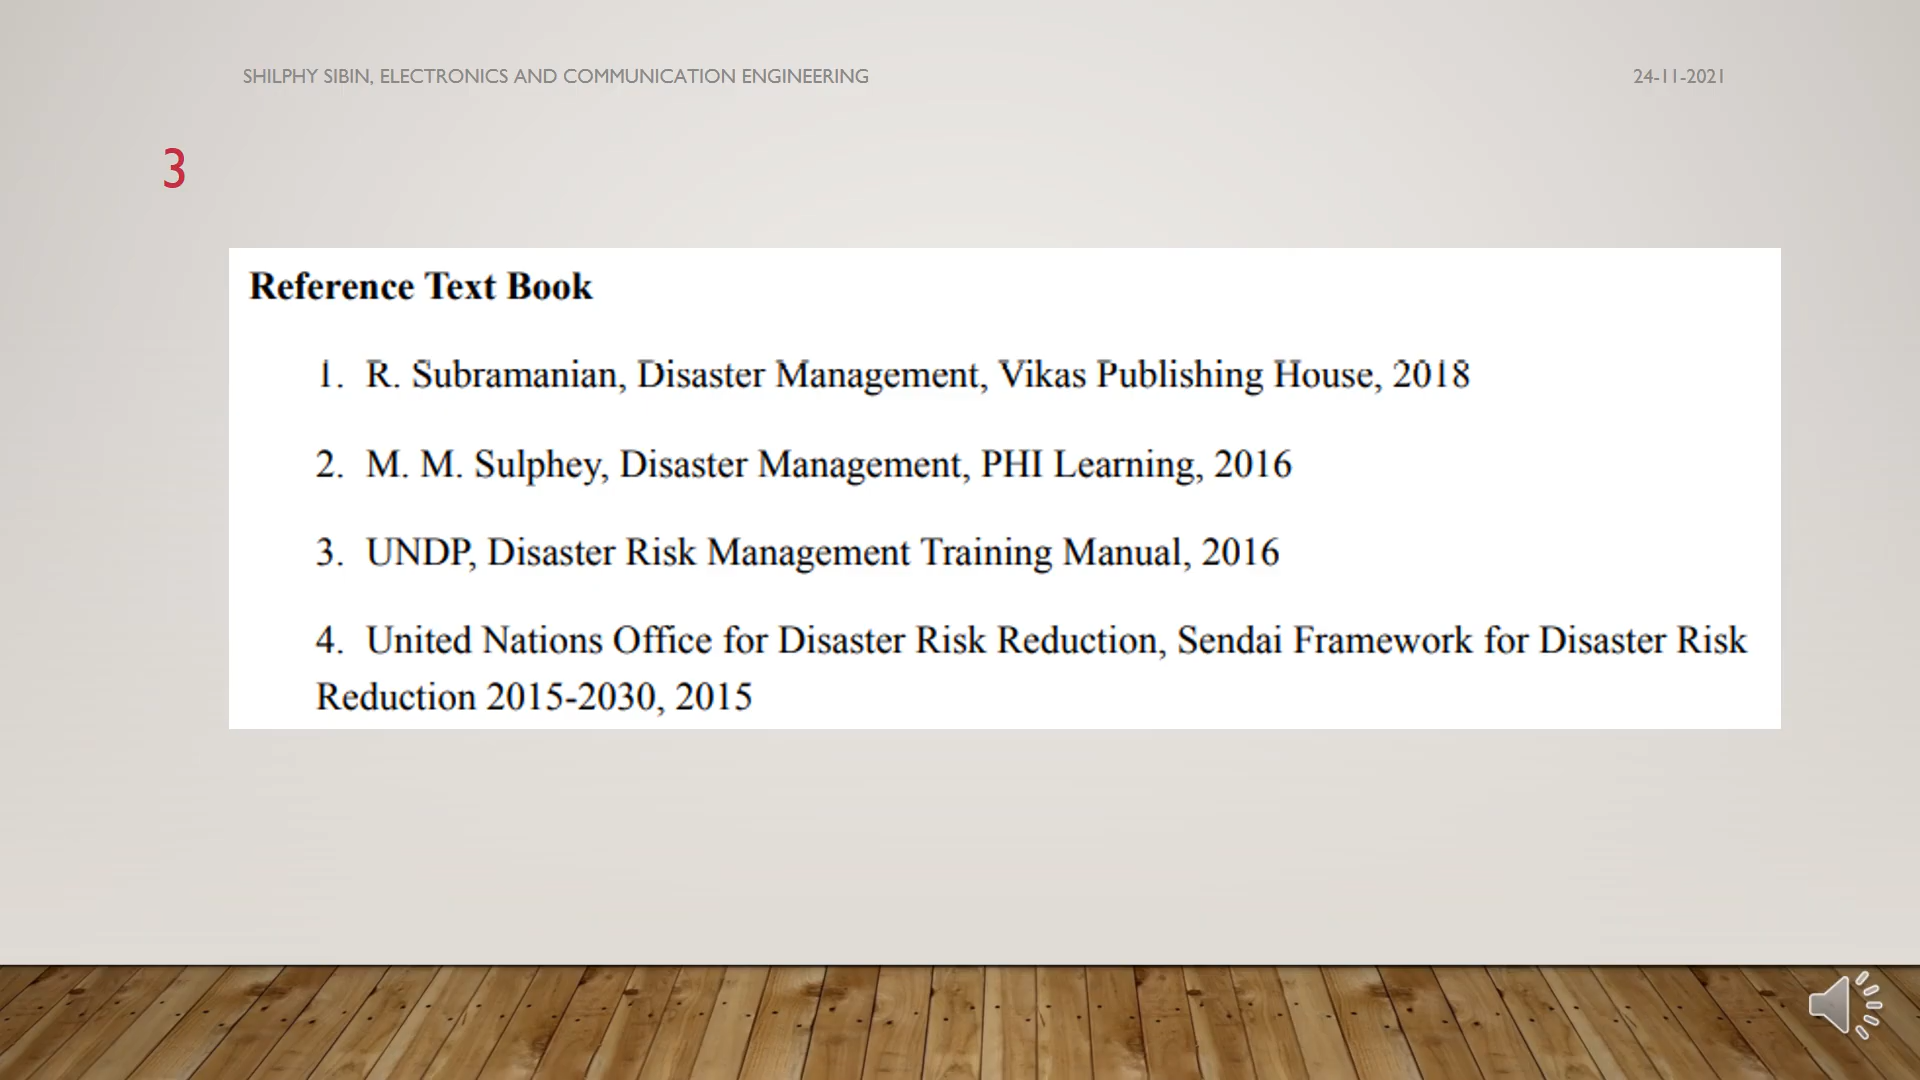 SHILPHY SIBIN, ELECTRONICS AND COMMUNICATION ENGINEERING
24-11-2021
3
Reference Text Book
1. R. Subramanian, Disaster Management, Vikas Publishing House, 2018
2. M. M. Sulphey, Disaster Management, PHI Learning, 2016
3. UNDP, Disaster Risk Management Training Manual, 2016
4. United Nations Office for Disaster Risk Reduction, Sendai Framework for Disaster Risk
Reduction 2015-2030, 2015